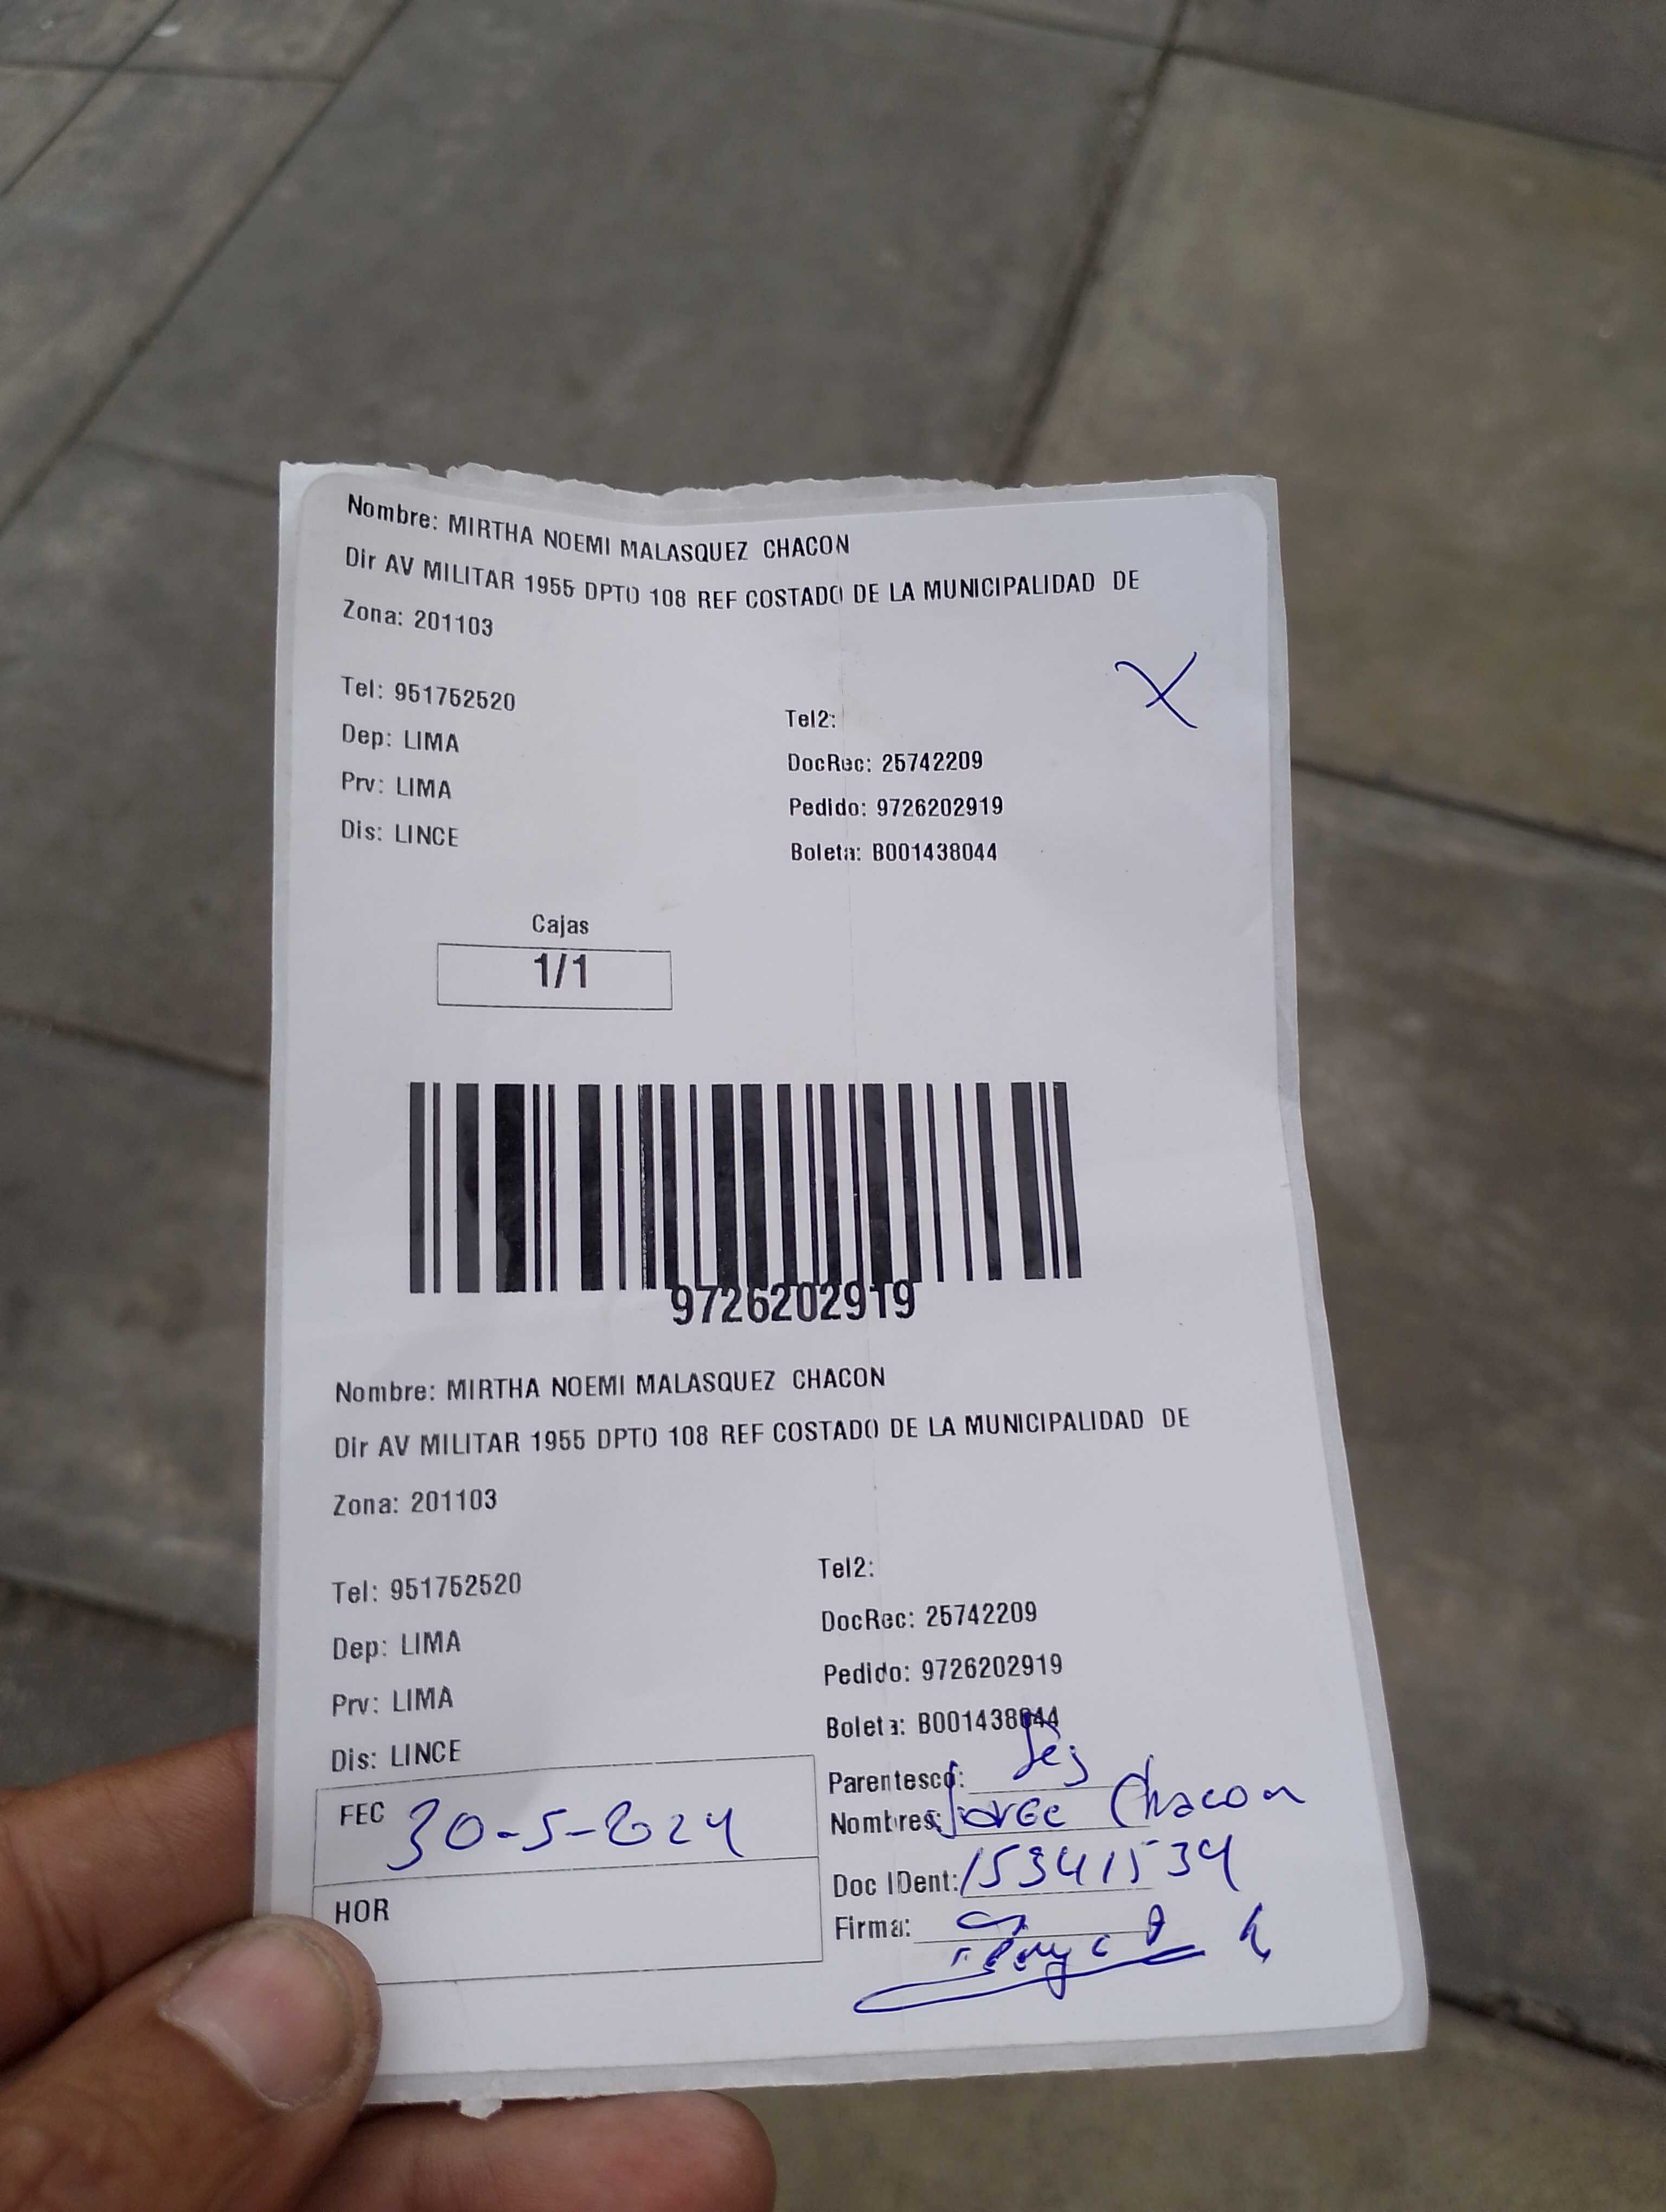 Nombre: MIRTHA NOEMI MALASQUEZ CHACON
Dir AV MILITAR 1955 DPTO 108 REF COSTADO DE LA MUNICIPALIDAD DE
Zona: 201103
Tel: 951752520
Tel2:
Dep: LIMA
DocRec: 25742209
Prv: LIMA
Pedido: 9726202919
Dis: LINCE
Boleta: B001438044
X
Cajas
1/1
9726202919
Nombre: MIRTHA NOEMI MALASQUEZ CHACON
Dir AV MILITAR 1955 DPTO 108 REF COSTADO DE LA MUNICIPALIDAD DE
Zona: 201103
Tel: 951752520
Tel2:
Dep: LIMA
DocRec: 25742209
Prv: LIMA
Pedido: 9726202919
Dis: LINCE
Boleta: B001438044
FEC 30-5-2024
HOR
Parentesco:
Nombres: Jorge Chacon
Doc IDent: 15341534
Firma: